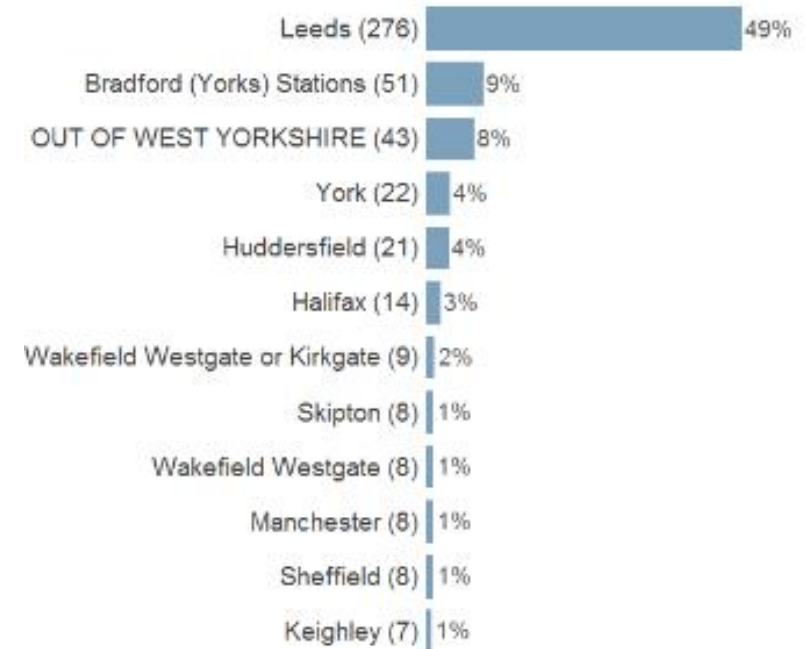 Leeds (276) 49%
Bradford (Yorks) Stations (51) 9%
OUT OF WEST YORKSHIRE (43) 8%
York (22) 4%
Huddersfield (21) 4%
Halifax (14) 3%
Wakefield Westgate or Kirkgate (9) 2%
Skipton (8) 1%
Wakefield Westgate (8) 1%
Manchester (8) 1%
Sheffield (8) 1%
Keighley (7) 1%